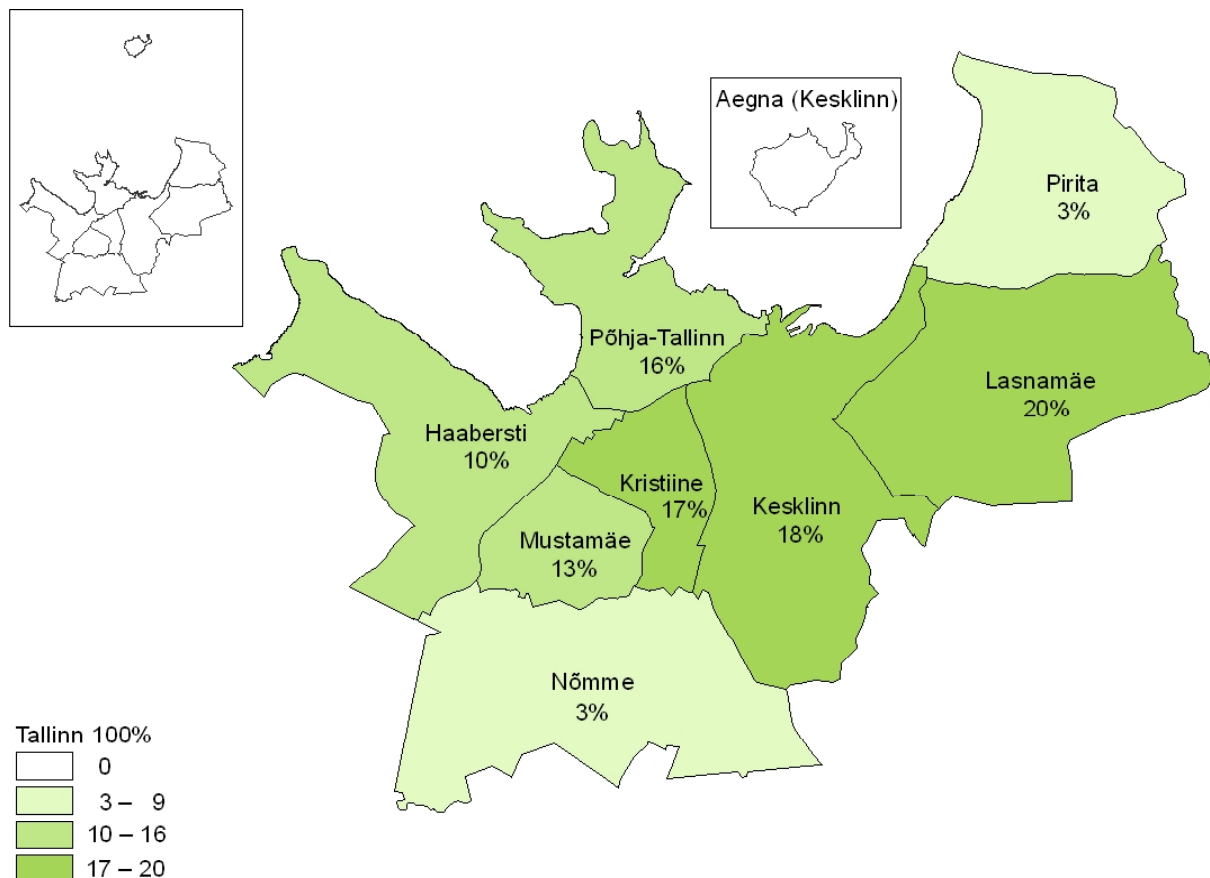 Aegna (Kesklinn)
Pirita
3%
Põhja-Tallinn
16%
Lasnamäe
20%
Haabersti
10%
Kristiine
17%
Kesklinn
18%
Mustamäe
13%
Nõmme
3%
Tallinn 100%
0
3 – 9
10 – 16
17 – 20